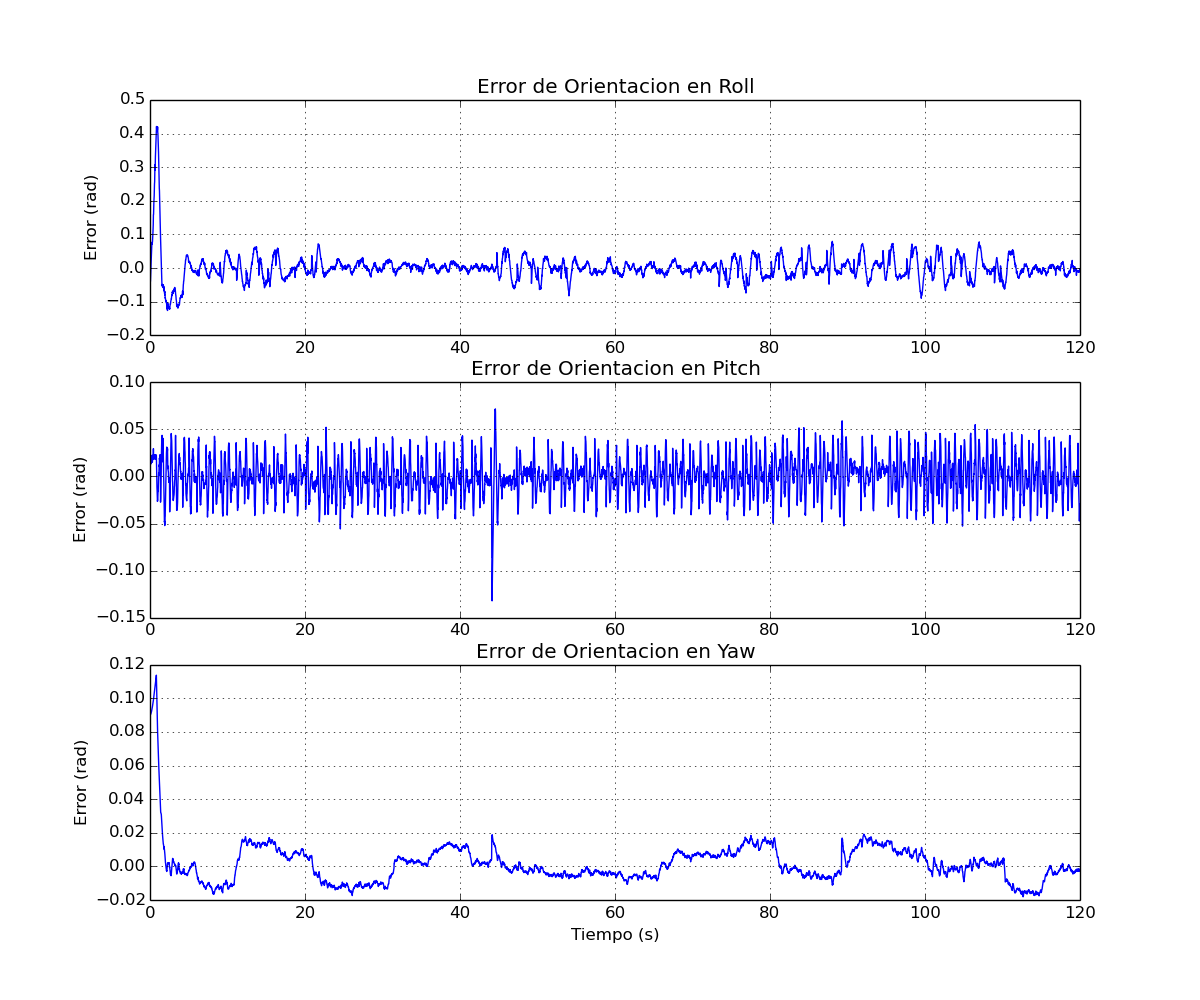 Error de Orientacion en Roll
0.5
0.4
0.3
0.2
0.1
0.0
−0.1
−0.2
Error (rad)
0 20 40 60 80 100 120
Error de Orientacion en Pitch
0.10
0.05
0.00
−0.05
−0.10
−0.15
Error (rad)
0 20 40 60 80 100 120
Error de Orientacion en Yaw
0.12
0.10
0.08
0.06
0.04
0.02
0.00
−0.02
Error (rad)
0 20 40 60 80 100 120
Tiempo (s)